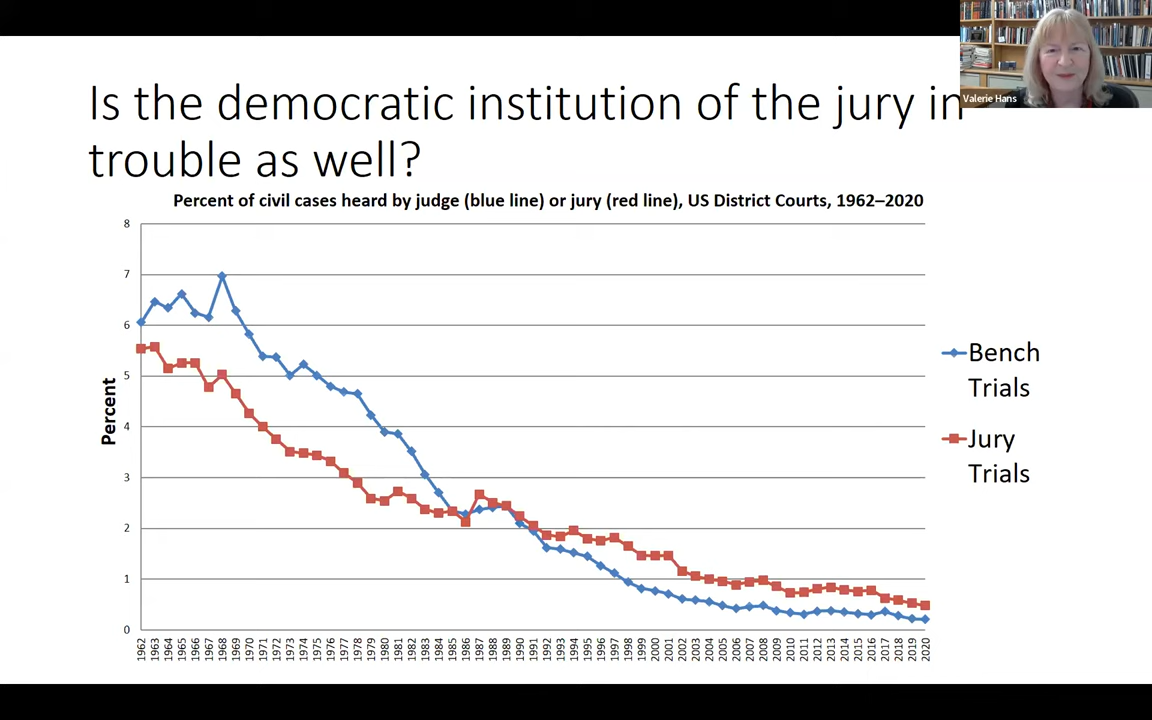 Is the democratic institution of the jury in
trouble as well?
Valerie Hans
Percent of civil cases heard by judge (blue line) or jury (red line), US District Courts, 1962–2020
8
7
6
5
4
3
2
1
0
Percent
Bench
Trials
Jury
Trials
1962 1963 1964 1965 1966 1967 1968 1969 1970 1971 1972 1973 1974 1975 1976 1977 1978 1979 1980 1981 1982 1983 1984 1985 1986 1987 1988 1989 1990 1991 1992 1993 1994 1995 1996 1997 1998 1999 2000 2001 2002 2003 2004 2005 2006 2007 2008 2009 2010 2011 2012 2013 2014 2015 2016 2017 2018 2019 2020